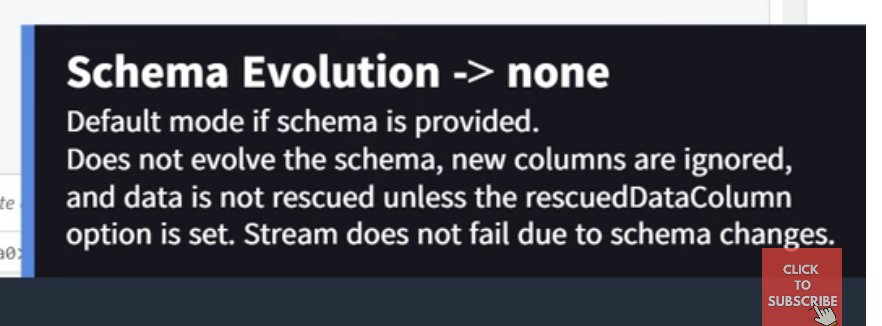 Schema Evolution -> none
Default mode if schema is provided.
Does not evolve the schema, new columns are ignored,
and data is not rescued unless the rescuedDataColumn
option is set. Stream does not fail due to schema changes.
te
a0>
CLICK
TO
SUBSCRIBE